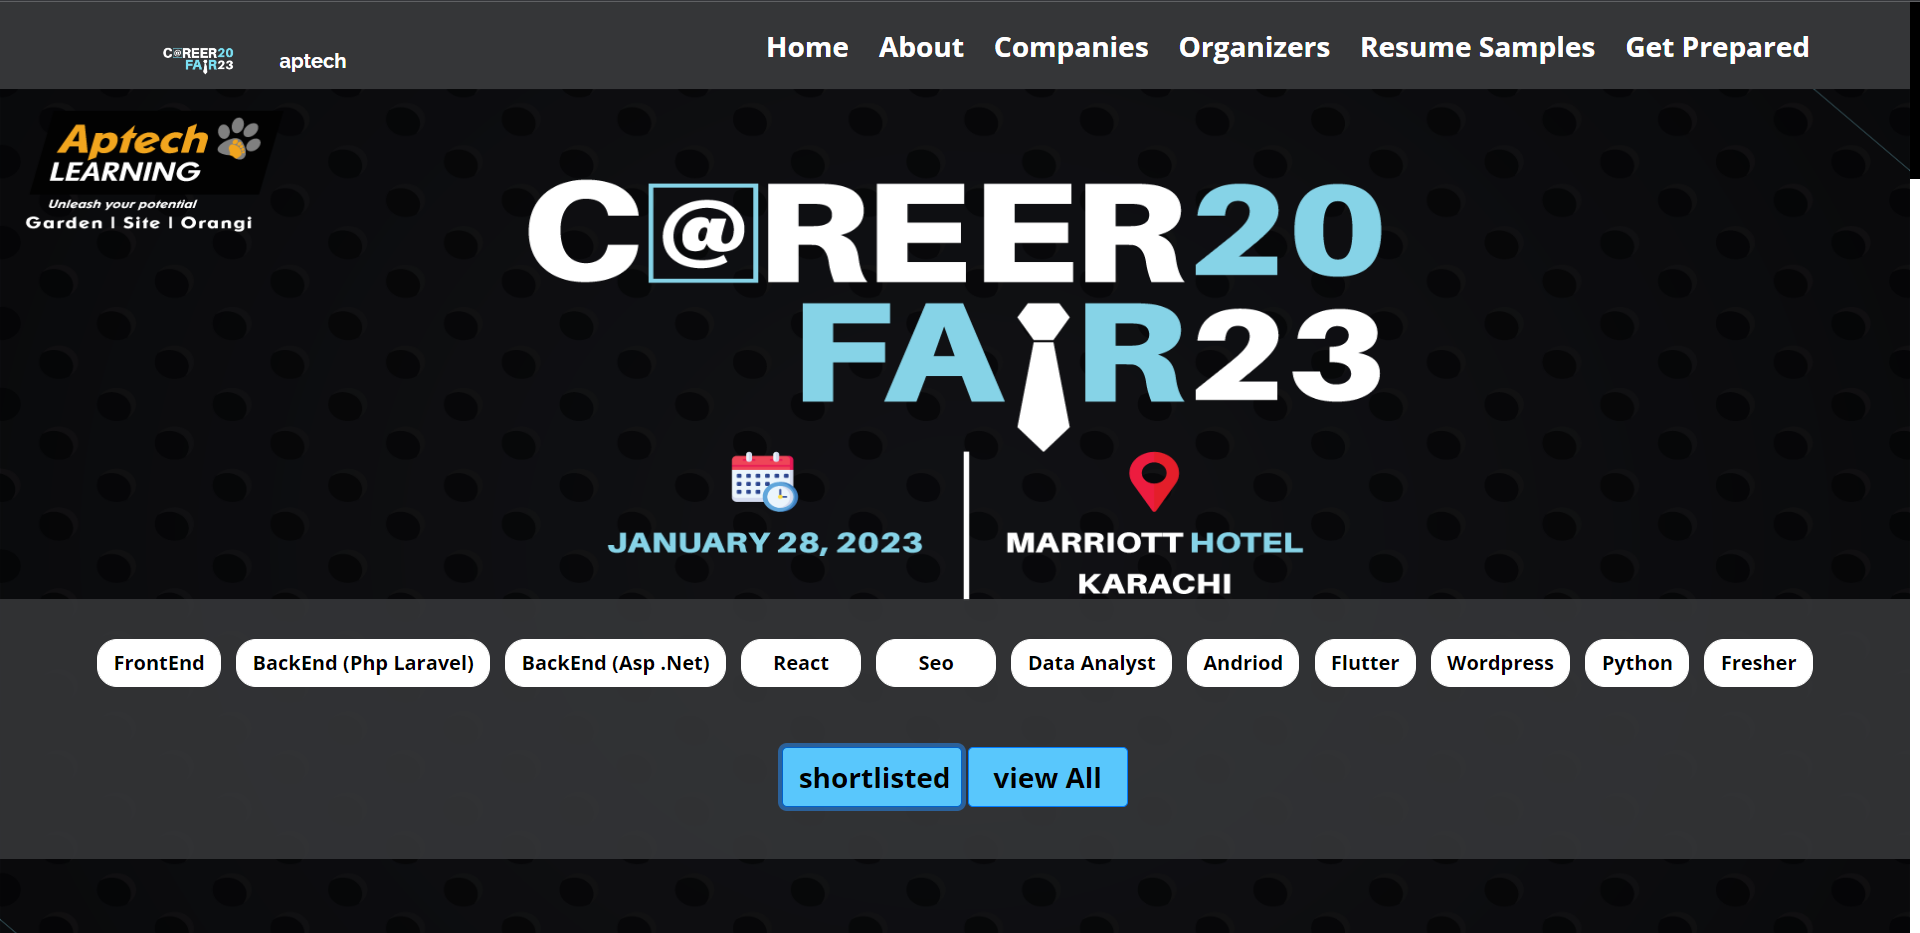 C@REER20
FAIR23
aptech
Home About Companies Organizers Resume Samples Get Prepared
Aptech
LEARNING
Unleash your potential
Garden | Site | Orangi
C@REER20
FAIR23
JANUARY 28, 2023
MARRIOTT HOTEL
KARACHI
FrontEnd BackEnd (Php Laravel) BackEnd (Asp .Net) React Seo Data Analyst Andriod Flutter Wordpress Python Fresher
shortlisted view All